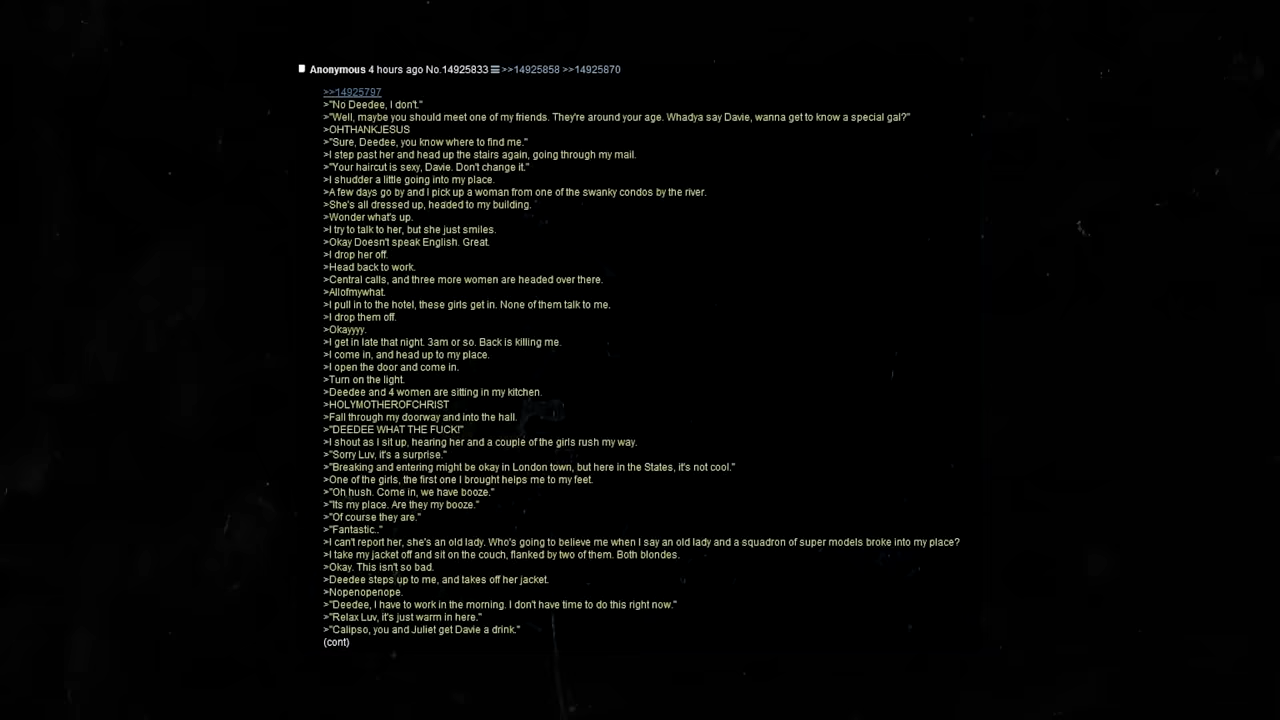 Anonymous 4 hours ago No.14925833 >>14925858 >>14925870
>>14925797
>"No Deedee, I don't."
>"Well, maybe you should meet one of my friends. They're around your age. Whadya say Davie, wanna get to know a special gal?"
>OHTHANKJESUS
>"Sure, Deedee, you know where to find me."
>I step past her and head up the stairs again, going through my mail.
>"Your haircut is sexy, Davie. Don't change it."
>I shudder a little going into my place.
>A few days go by and I pick up a woman from one of the swanky condos by the river.
>She's all dressed up, headed to my building.
>Wonder what's up.
>I try to talk to her, but she just smiles.
>Okay Doesn't speak English. Great.
>I drop her off.
>Head back to work.
>Central calls, and three more women are headed over there.
>Allofmywhat.
>I pull in to the hotel, these girls get in. None of them talk to me.
>I drop them off.
>Okayyyy.
>I get in late that night. 3am or so. Back is killing me.
>I come in, and head up to my place.
>I open the door and come in.
>Turn on the light.
>Deedee and 4 women are sitting in my kitchen.
>HOLYMOTHEROFCHRIST
>Fall through my doorway and into the hall.
>"DEEDEE WHAT THE FUCK!"
>I shout as I sit up, hearing her and a couple of the girls rush my way.
>"Sorry Luv, it's a surprise."
>"Breaking and entering might be okay in London town, but here in the States, it's not cool."
>One of the girls, the first one I brought helps me to my feet.
>"Oh hush. Come in, we have booze."
>"Its my place. Are they my booze."
>"Of course they are."
>"Fantastic.."
>I can't report her, she's an old lady. Who's going to believe me when I say an old lady and a squadron of super models broke into my place?
>I take my jacket off and sit on the couch, flanked by two of them. Both blondes.
>Okay. This isn't so bad.
>Deedee steps up to me, and takes off her jacket.
>Nopenopenope.
>"Deedee, I have to work in the morning. I don't have time to do this right now."
>"Relax Luv, it's just warm in here."
>"Calipso, you and Juliet get Davie a drink."
(cont)